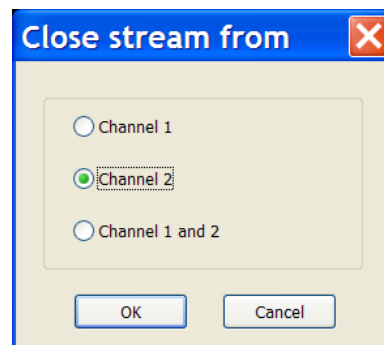 Close stream from
Channel 1
Channel 2
Channel 1 and 2
OK Cancel